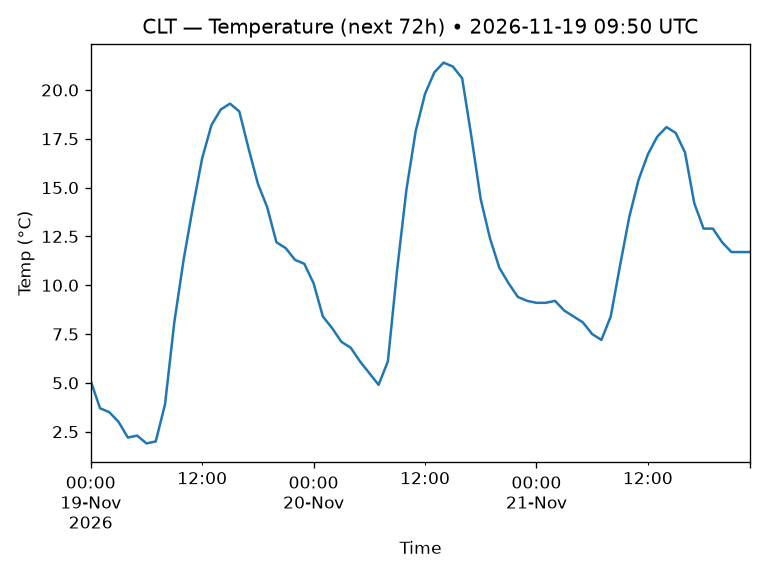 CLT — Temperature (next 72h) • 2026-11-19 09:50 UTC
Temp (°C)
20.0
17.5
15.0
12.5
10.0
7.5
5.0
2.5
00:00 12:00 00:00 12:00 00:00 12:00
19-Nov 20-Nov 21-Nov
2026
Time